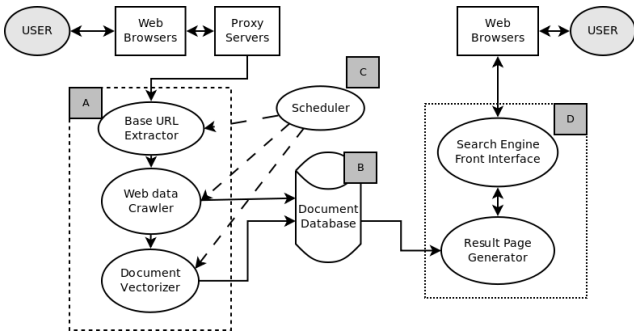 USER
Web
Browsers
Proxy
Servers
Web
Browsers
USER
A
C
Scheduler
Base URL
Extractor
D
Search Engine
Front Interface
B
Web data
Crawler
Document
Database
Result Page
Generator
Document
Vectorizer